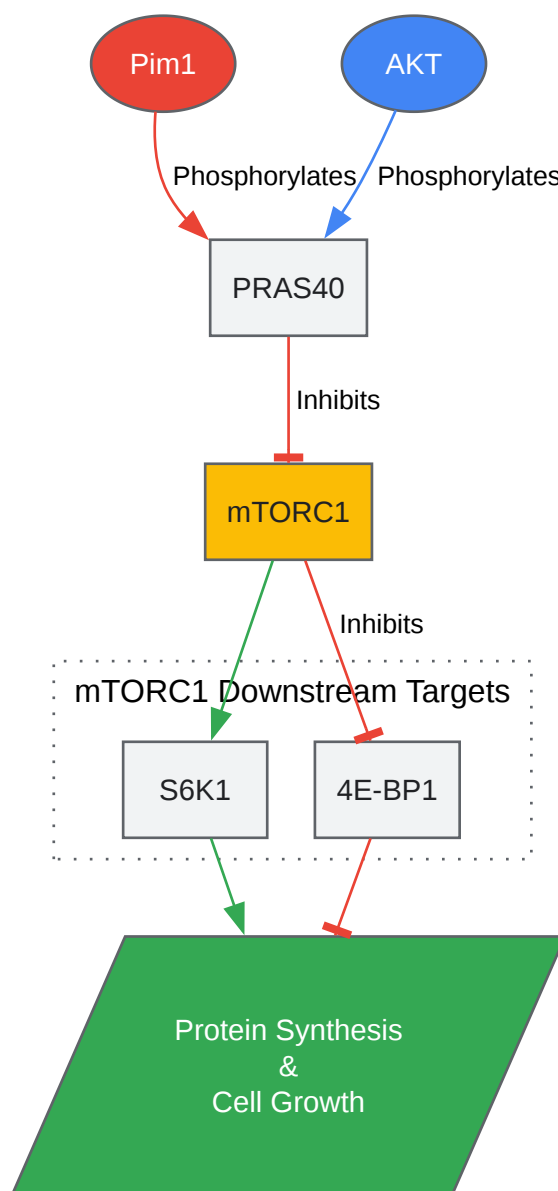 Pim1
AKT
Phosphorylates
Phosphorylates
PRAS40
Inhibits
mTORC1
Inhibits
mTORC1 Downstream Targets
S6K1
4E-BP1
Protein Synthesis
&
Cell Growth